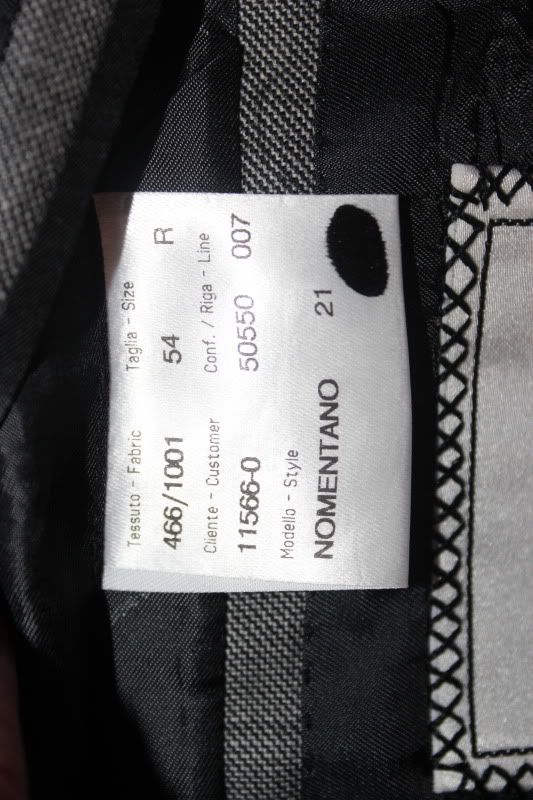 Tessuto - Fabric Taglia - Size
466/1001 54 R
Cliente - Customer Conf. / Riga - Line
11566-0 50550 007
Modello - Style
NOMENTANO 21